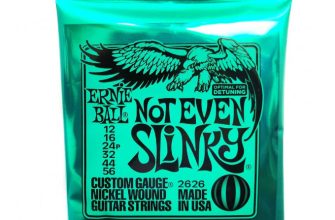 OPTIMAL FOR
DETUNING
ERNIE
BALL
NOT EVEN
SLINKY
12
16
24P
32
44
56
CUSTOM GAUGE
NICKEL WOUND
GUITAR STRINGS
2626
MADE
IN USA